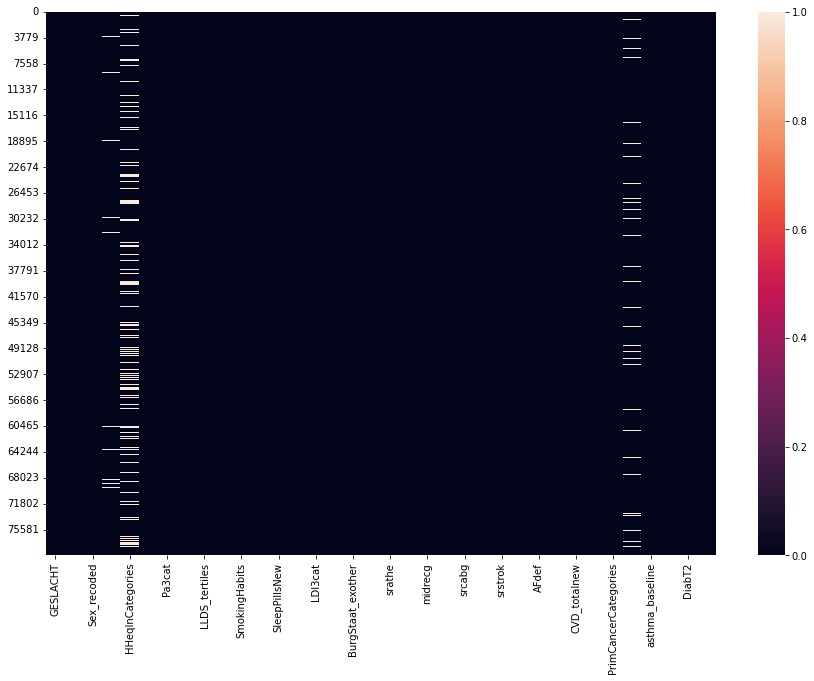 0
3779
7558
11337
15116
18895
22674
26453
30232
34012
37791
41570
45349
49128
52907
56686
60465
64244
68023
71802
75581
GESLACHT
Sex_recoded
HHeqInCategories
Pa3cat
LLDS_tertiles
SmokingHabits
SleepPillsNew
LDI3cat
BurgStaat_exother
srathe
midrecg
srcabg
srstrok
AFdef
CVD_totalnew
PrimCancerCategories
asthma_baseline
DiabT2
1.0
0.8
0.6
0.4
0.2
0.0